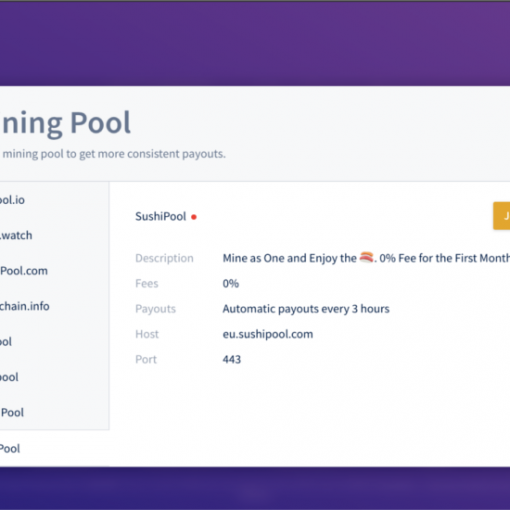 ning Pool
mining pool to get more consistent payouts.
ool.io
.watch
Pool.com
chain.info
ool
pool
Pool
Pool
SushiPool
J
Description Mine as One and Enjoy the 🍣. 0% Fee for the First Month
Fees 0%
Payouts Automatic payouts every 3 hours
Host eu.sushipool.com
Port 443